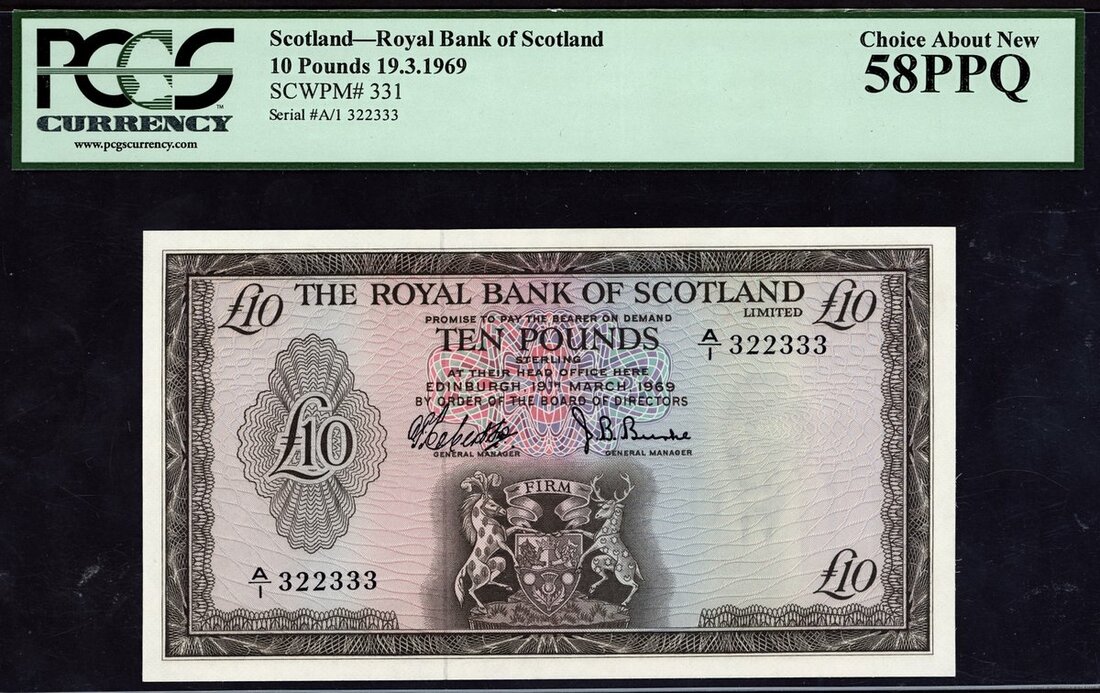 PCGS
CURRENCY
www.pcgscurrency.com
Scotland—Royal Bank of Scotland
10 Pounds 19.3.1969
SCWPM# 331
Serial #A/1 322333
Choice About New
58PPQ
£10 THE ROYAL BANK OF SCOTLAND £10
LIMITED
PROMISE TO PAY THE BEARER ON DEMAND
TEN POUNDS
A/1 322333
STERLING
AT THEIR HEAD OFFICE HERE
EDINBURGH 19TH MARCH, 1969
BY ORDER OF THE BOARD OF DIRECTORS
J. B. Burke
GENERAL MANAGER GENERAL MANAGER
£10
FIRM
A/1 322333
£10